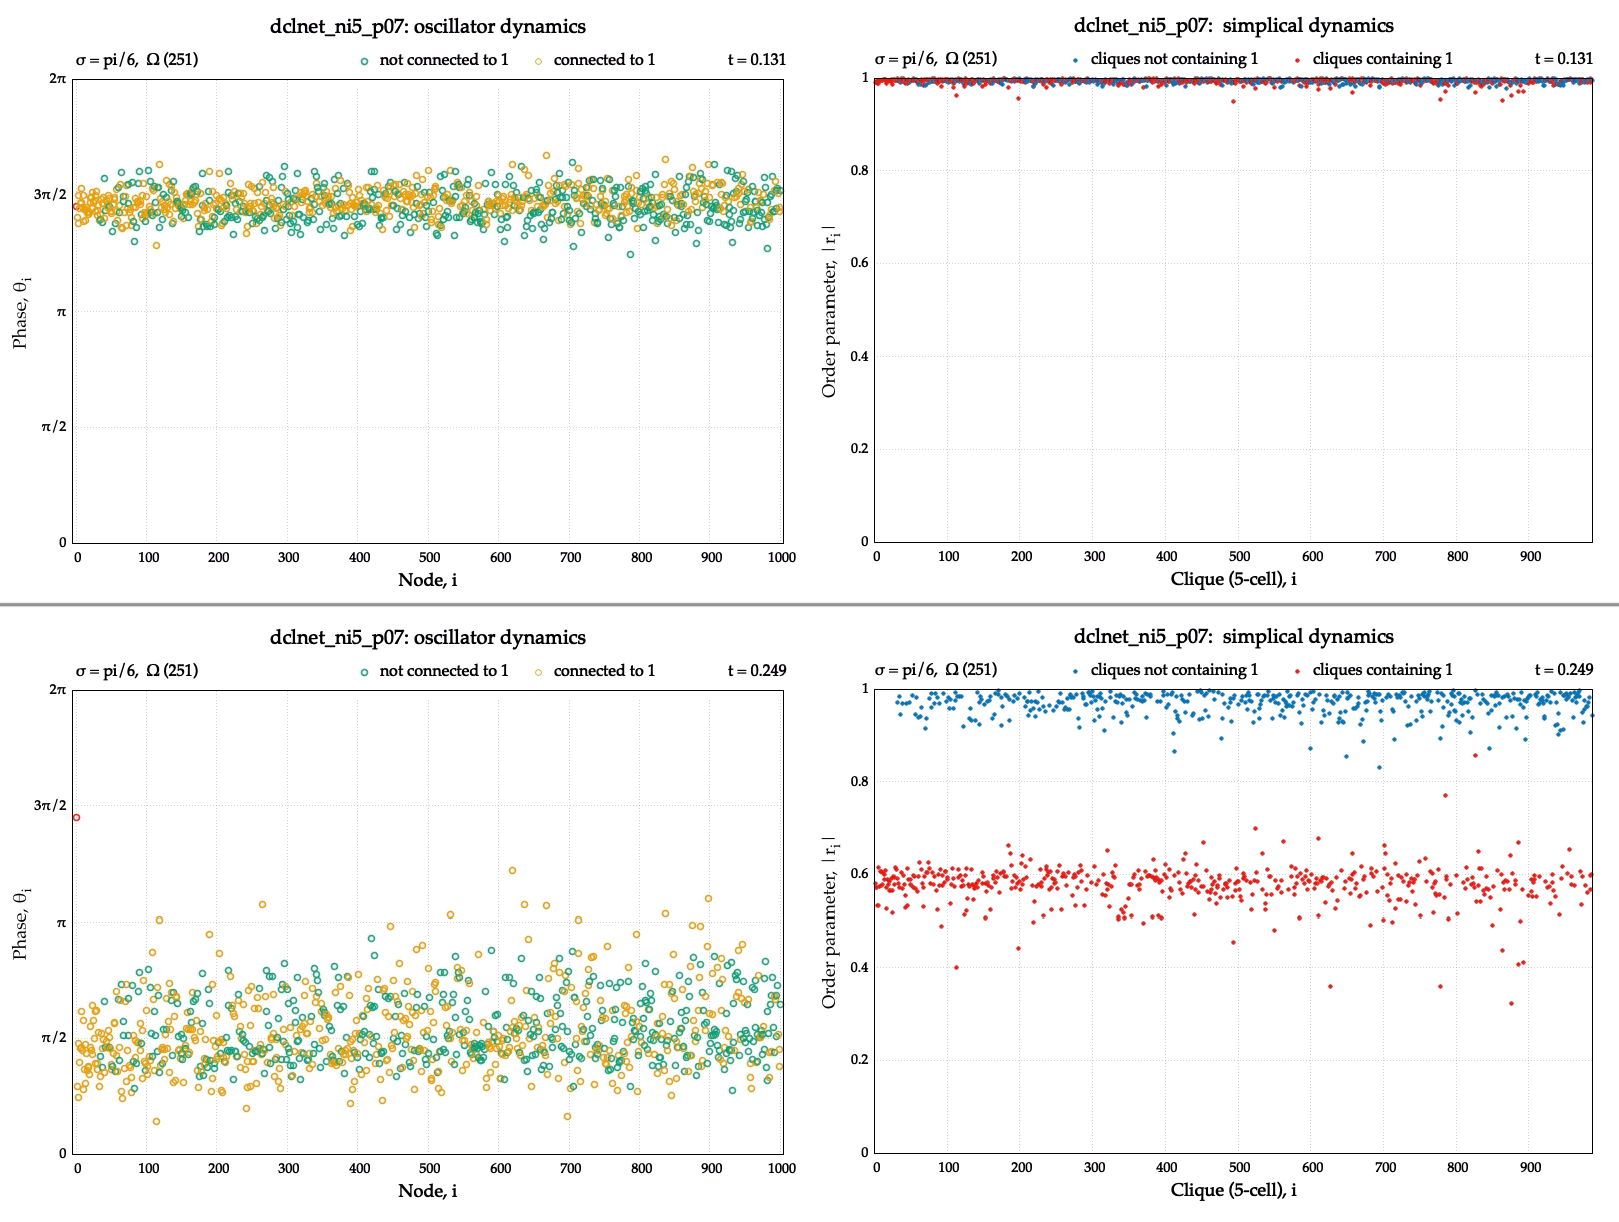 dclnet_ni5_p07: oscillator dynamics
σ = pi/6, Ω (251) not connected to 1 connected to 1 t = 0.131
2π
3π/2
π
π/2
0
Phase, θi
0 100 200 300 400 500 600 700 800 900 1000
Node, i
dclnet_ni5_p07: simplical dynamics
σ = pi/6, Ω (251) cliques not containing 1 cliques containing 1 t = 0.131
1
0.8
0.6
0.4
0.2
0
Order parameter, |ri|
0 100 200 300 400 500 600 700 800 900
Clique (5-cell), i
dclnet_ni5_p07: oscillator dynamics
σ = pi/6, Ω (251) not connected to 1 connected to 1 t = 0.249
2π
3π/2
π
π/2
0
Phase, θi
0 100 200 300 400 500 600 700 800 900 1000
Node, i
dclnet_ni5_p07: simplical dynamics
σ = pi/6, Ω (251) cliques not containing 1 cliques containing 1 t = 0.249
1
0.8
0.6
0.4
0.2
0
Order parameter, |ri|
0 100 200 300 400 500 600 700 800 900
Clique (5-cell), i